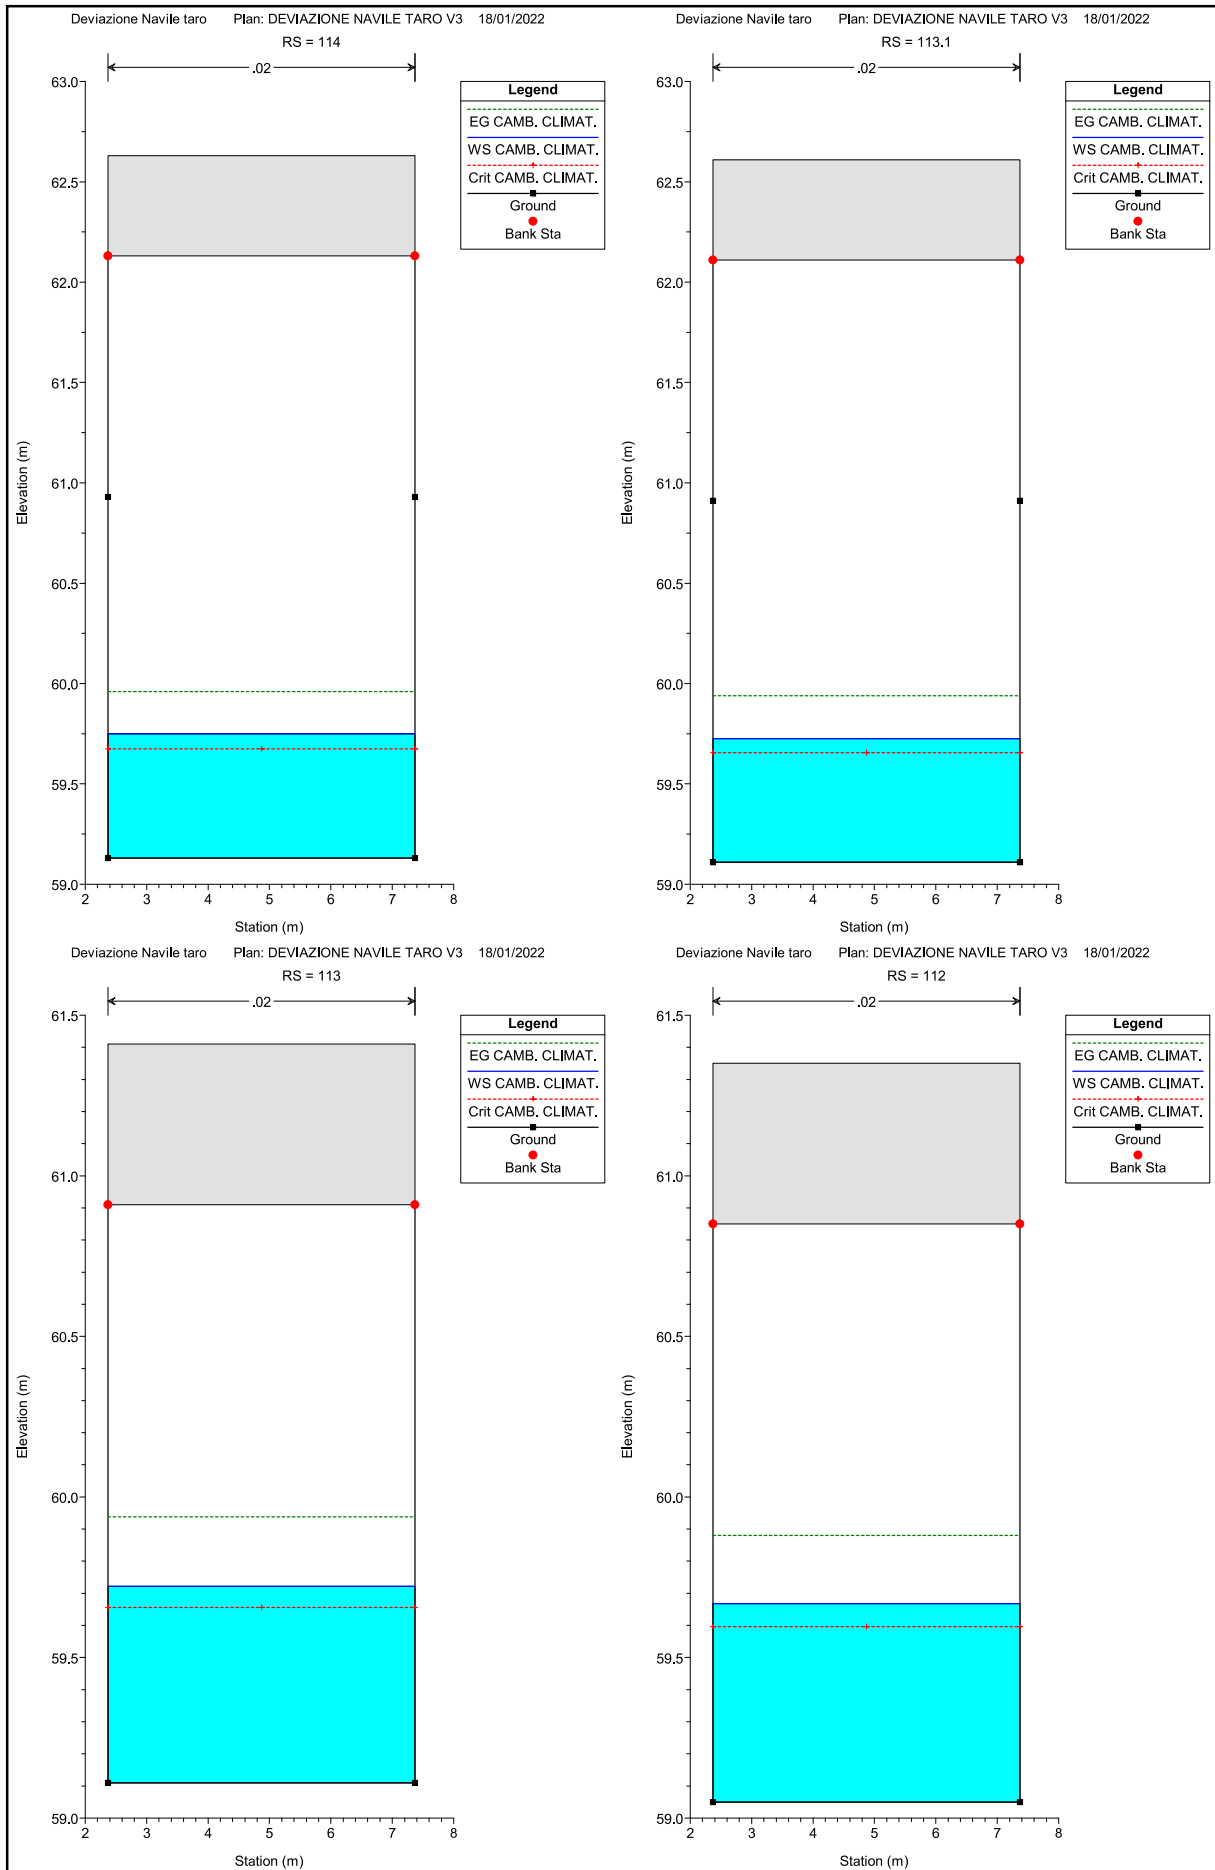 Deviazione Navile taro Plan: DEVIAZIONE NAVILE TARO V3 18/01/2022
RS = 114
.02
63.0
62.5
62.0
61.5
61.0
60.5
60.0
59.5
59.0
Elevation (m)
2 3 4 5 6 7 8
Station (m)
Legend
EG CAMB. CLIMAT.
WS CAMB. CLIMAT.
Crit CAMB. CLIMAT.
Ground
Bank Sta
Deviazione Navile taro Plan: DEVIAZIONE NAVILE TARO V3 18/01/2022
RS = 113.1
.02
63.0
62.5
62.0
61.5
61.0
60.5
60.0
59.5
59.0
Elevation (m)
2 3 4 5 6 7 8
Station (m)
Legend
EG CAMB. CLIMAT.
WS CAMB. CLIMAT.
Crit CAMB. CLIMAT.
Ground
Bank Sta
Deviazione Navile taro Plan: DEVIAZIONE NAVILE TARO V3 18/01/2022
RS = 113
.02
61.5
61.0
60.5
60.0
59.5
59.0
Elevation (m)
2 3 4 5 6 7 8
Station (m)
Legend
EG CAMB. CLIMAT.
WS CAMB. CLIMAT.
Crit CAMB. CLIMAT.
Ground
Bank Sta
Deviazione Navile taro Plan: DEVIAZIONE NAVILE TARO V3 18/01/2022
RS = 112
.02
61.5
61.0
60.5
60.0
59.5
59.0
Elevation (m)
2 3 4 5 6 7 8
Station (m)
Legend
EG CAMB. CLIMAT.
WS CAMB. CLIMAT.
Crit CAMB. CLIMAT.
Ground
Bank Sta